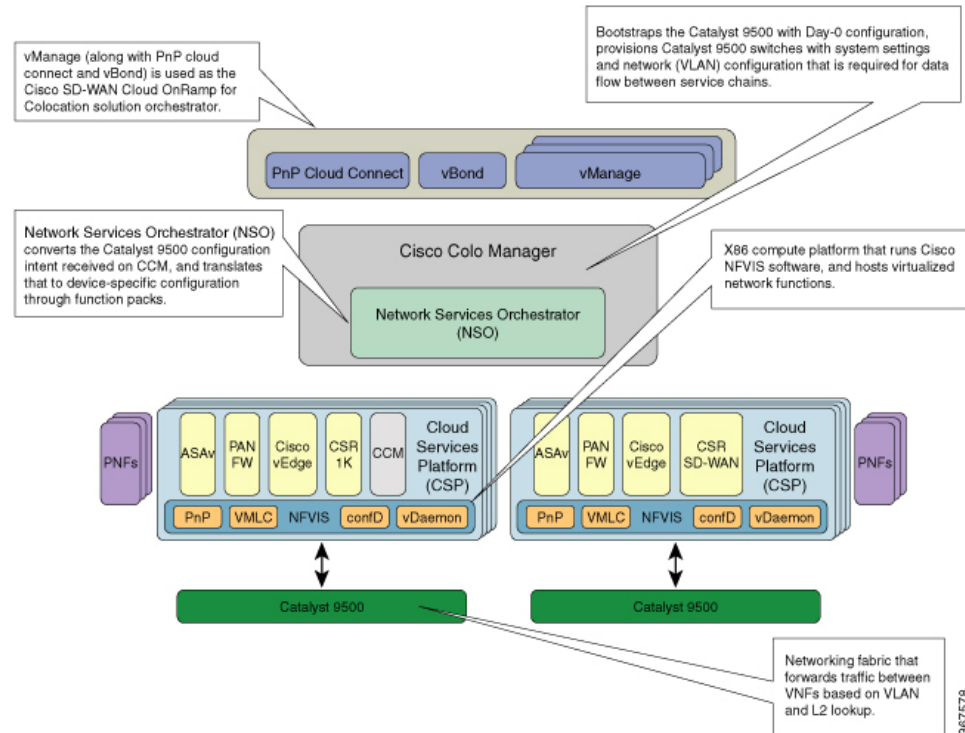 vManage (along with PnP cloud
connect and vBond) is used as the
Cisco SD-WAN Cloud OnRamp for
Colocation solution orchestrator.
Bootstraps the Catalyst 9500 with Day-0 configuration,
provisions Catalyst 9500 switches with system settings
and network (VLAN) configuration that is required for data
flow between service chains.
PnP Cloud Connect
vBond
vManage
Network Services Orchestrator (NSO)
converts the Catalyst 9500 configuration
intent received on CCM, and translates
that to device-specific configuration
through function packs.
Cisco Colo Manager
Network Services Orchestrator
(NSO)
X86 compute platform that runs Cisco
NFVIS software, and hosts virtualized
network functions.
PNFs
ASAv
PAN
FW
Cisco
vEdge
CSR
1K
CCM
Cloud
Services
Platform
(CSP)
PnP
VMLC
NFVIS
confD
vDaemon
ASAv
PAN
FW
Cisco
vEdge
CSR
SD-WAN
Cloud
Services
Platform
(CSP)
PnP
VMLC
NFVIS
confD
vDaemon
PNFs
Catalyst 9500
Catalyst 9500
Networking fabric that
forwards traffic between
VNFs based on VLAN
and L2 lookup.
367579